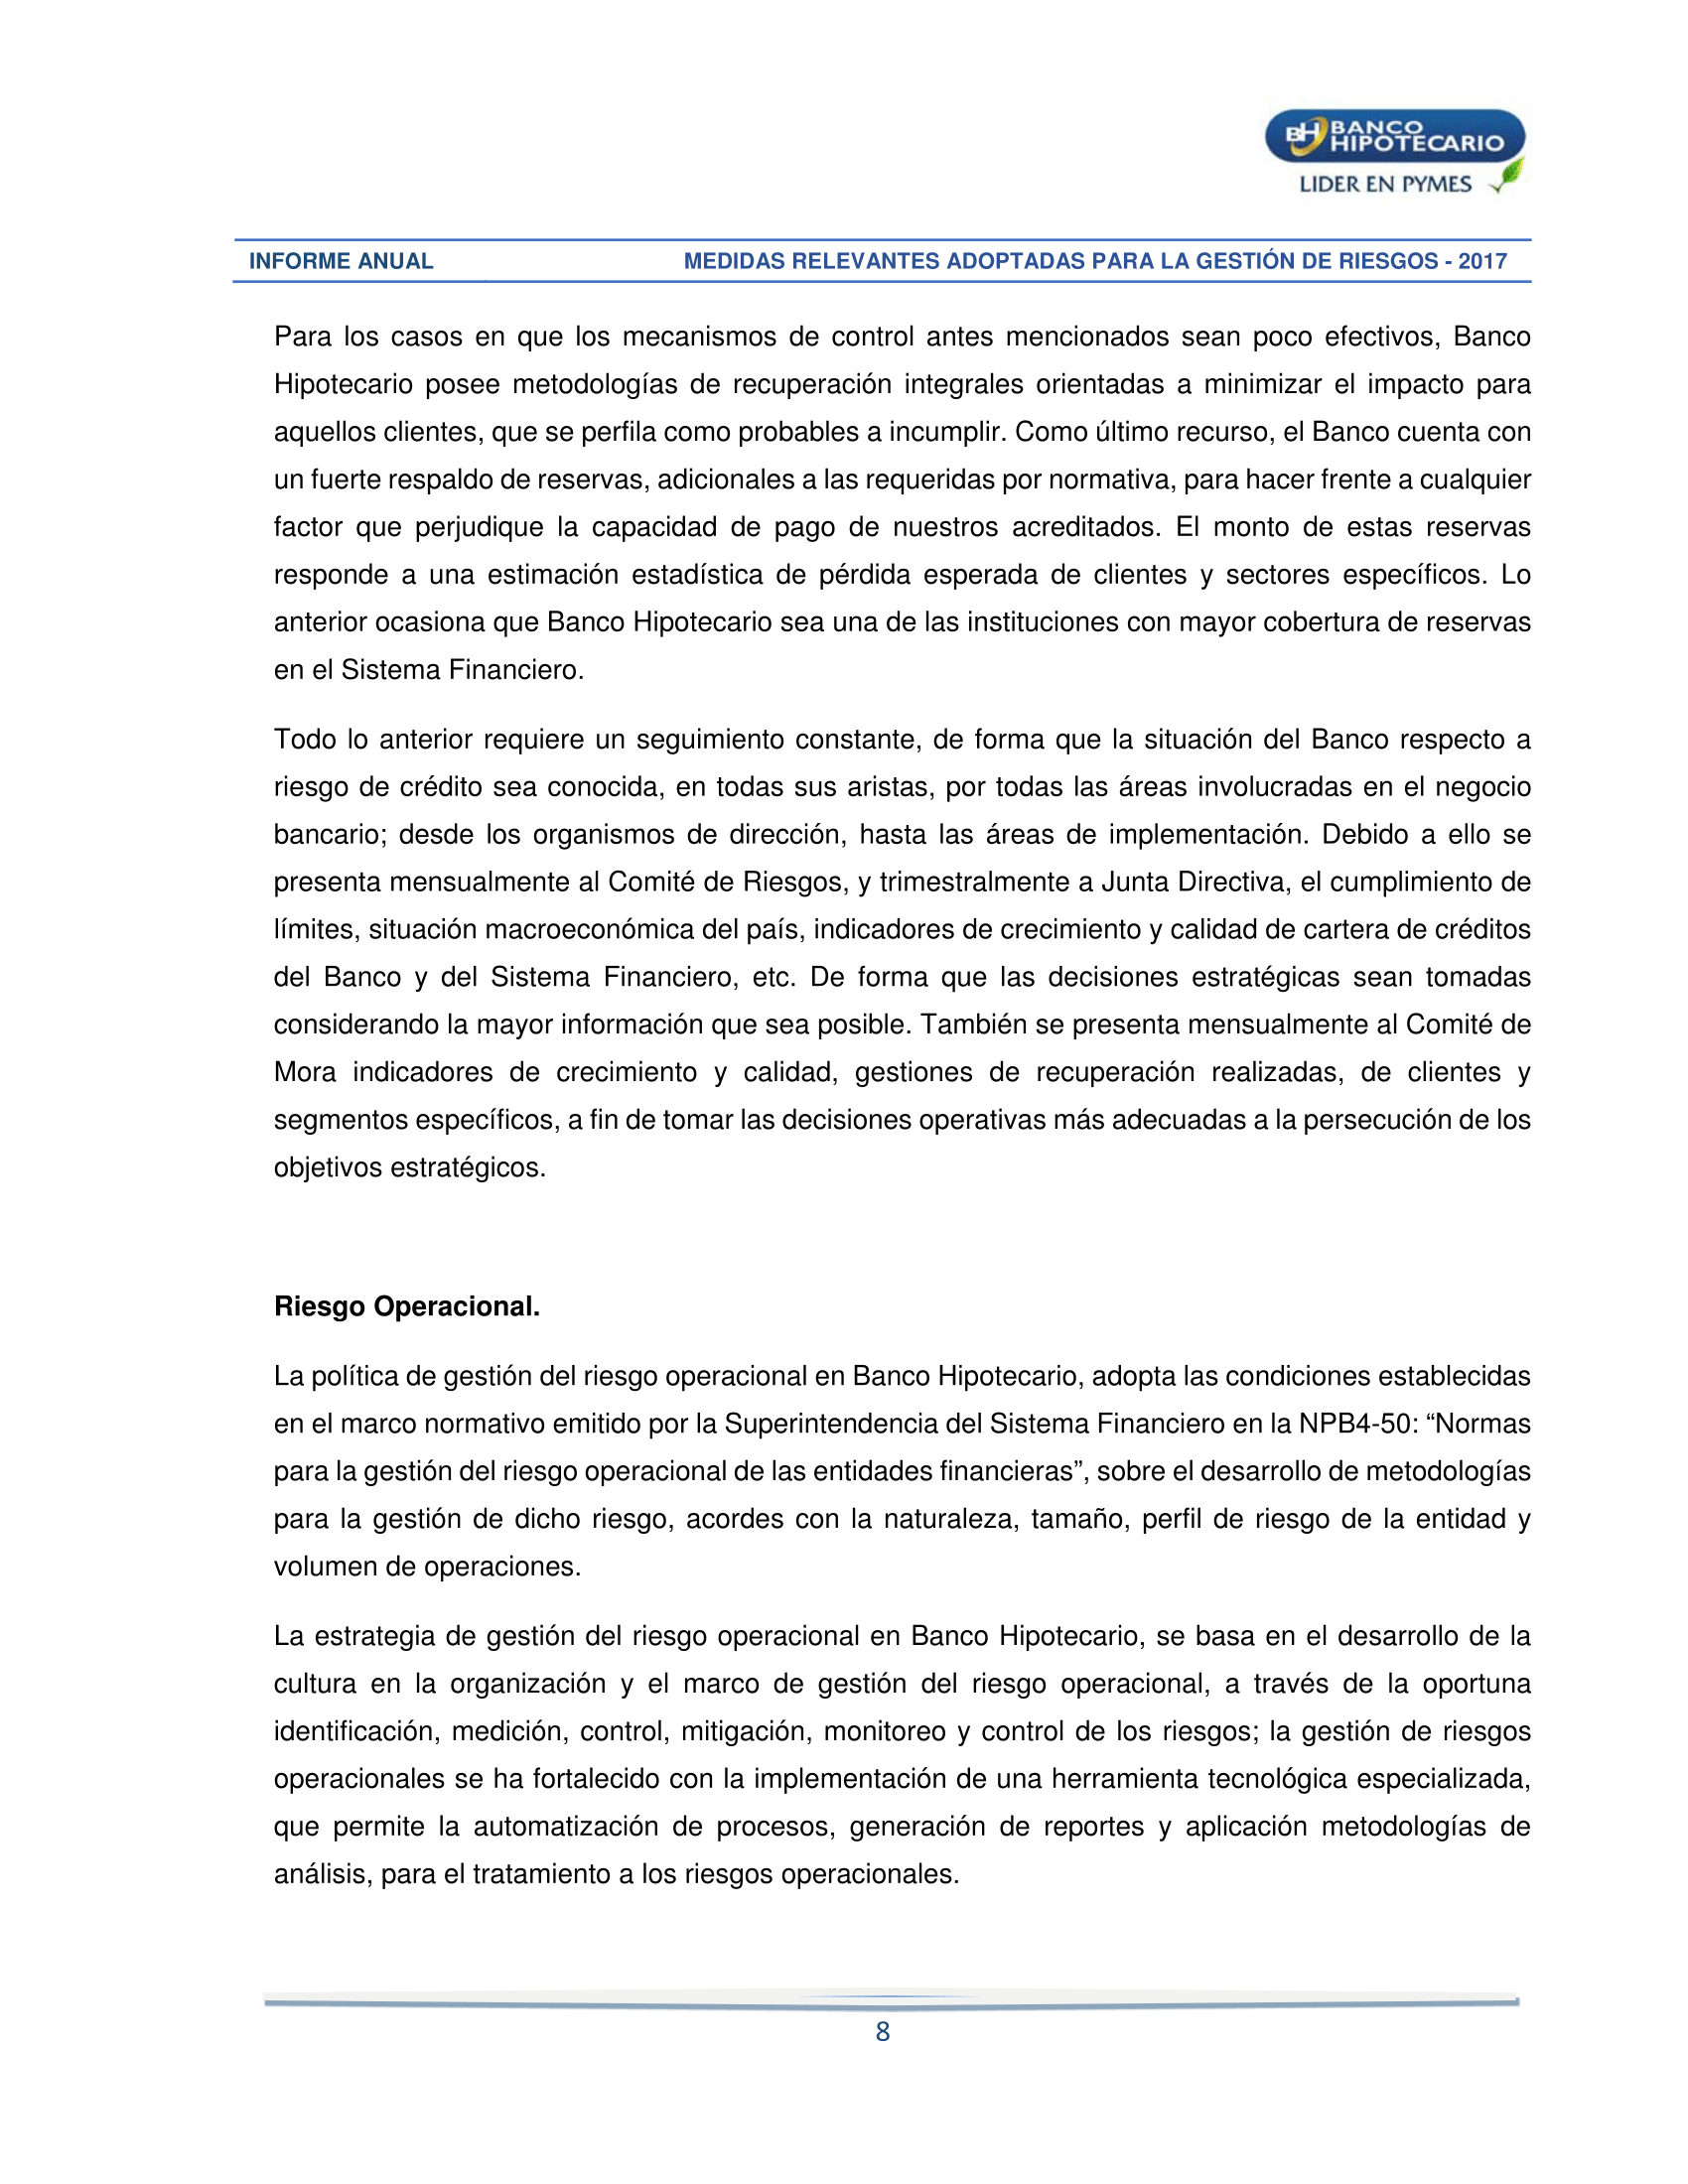 BH BANCO
HIPOTECARIO
LIDER EN PYMES
INFORME ANUAL MEDIDAS RELEVANTES ADOPTADAS PARA LA GESTIÓN DE RIESGOS - 2017
Para los casos en que los mecanismos de control antes mencionados sean poco efectivos, Banco
Hipotecario posee metodologías de recuperación integrales orientadas a minimizar el impacto para
aquellos clientes, que se perfila como probables a incumplir. Como último recurso, el Banco cuenta con
un fuerte respaldo de reservas, adicionales a las requeridas por normativa, para hacer frente a cualquier
factor que perjudique la capacidad de pago de nuestros acreditados. El monto de estas reservas
responde a una estimación estadística de pérdida esperada de clientes y sectores específicos. Lo
anterior ocasiona que Banco Hipotecario sea una de las instituciones con mayor cobertura de reservas
en el Sistema Financiero.
Todo lo anterior requiere un seguimiento constante, de forma que la situación del Banco respecto a
riesgo de crédito sea conocida, en todas sus aristas, por todas las áreas involucradas en el negocio
bancario; desde los organismos de dirección, hasta las áreas de implementación. Debido a ello se
presenta mensualmente al Comité de Riesgos, y trimestralmente a Junta Directiva, el cumplimiento de
límites, situación macroeconómica del país, indicadores de crecimiento y calidad de cartera de créditos
del Banco y del Sistema Financiero, etc. De forma que las decisiones estratégicas sean tomadas
considerando la mayor información que sea posible. También se presenta mensualmente al Comité de
Mora indicadores de crecimiento y calidad, gestiones de recuperación realizadas, de clientes y
segmentos específicos, a fin de tomar las decisiones operativas más adecuadas a la persecución de los
objetivos estratégicos.
Riesgo Operacional.
La política de gestión del riesgo operacional en Banco Hipotecario, adopta las condiciones establecidas
en el marco normativo emitido por la Superintendencia del Sistema Financiero en la NPB4-50: “Normas
para la gestión del riesgo operacional de las entidades financieras”, sobre el desarrollo de metodologías
para la gestión de dicho riesgo, acordes con la naturaleza, tamaño, perfil de riesgo de la entidad y
volumen de operaciones.
La estrategia de gestión del riesgo operacional en Banco Hipotecario, se basa en el desarrollo de la
cultura en la organización y el marco de gestión del riesgo operacional, a través de la oportuna
identificación, medición, control, mitigación, monitoreo y control de los riesgos; la gestión de riesgos
operacionales se ha fortalecido con la implementación de una herramienta tecnológica especializada,
que permite la automatización de procesos, generación de reportes y aplicación metodologías de
análisis, para el tratamiento a los riesgos operacionales.
8